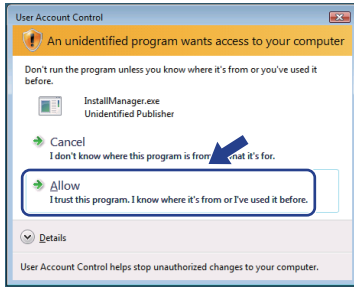 User Account Control
An unidentified program wants access to your computer
Don't run the program unless you know where it's from or you've used it
before.
InstallManager.exe
Unidentified Publisher
Cancel
I don't know where this program is from what it's for.
Allow
I trust this program. I know where it's from or I've used it before.
Details
User Account Control helps stop unauthorized changes to your computer.